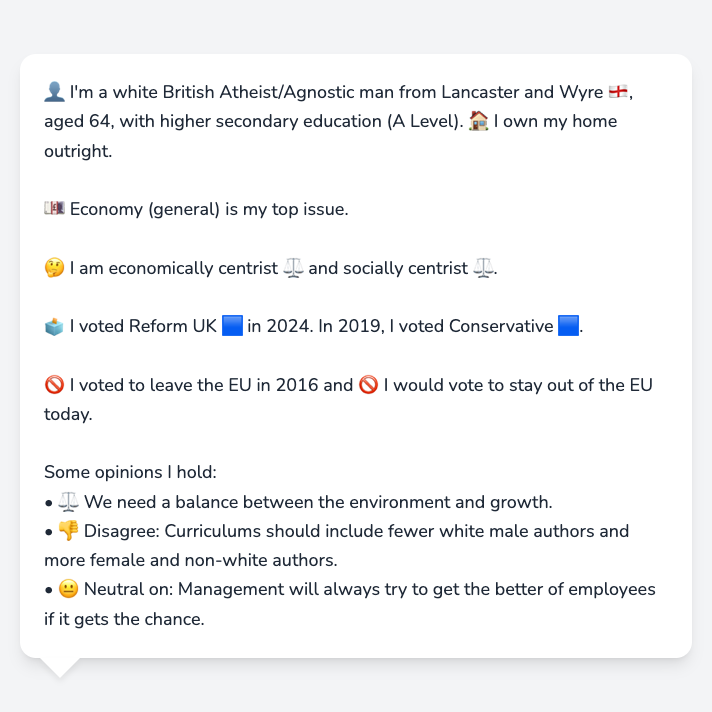 👤 I'm a white British Atheist/Agnostic man from Lancaster and Wyre 🏴󠁧󠁢󠁥󠁮󠁧󠁿,
aged 64, with higher secondary education (A Level). 🏠 I own my home
outright.
💷 Economy (general) is my top issue.
🤔 I am economically centrist ⚖️ and socially centrist ⚖️.
🗳️ I voted Reform UK 🟦 in 2024. In 2019, I voted Conservative 🟦.
🚫 I voted to leave the EU in 2016 and 🚫 I would vote to stay out of the EU
today.
Some opinions I hold:
• ⚖️ We need a balance between the environment and growth.
• 👎 Disagree: Curriculums should include fewer white male authors and
more female and non-white authors.
• 😐 Neutral on: Management will always try to get the better of employees
if it gets the chance.